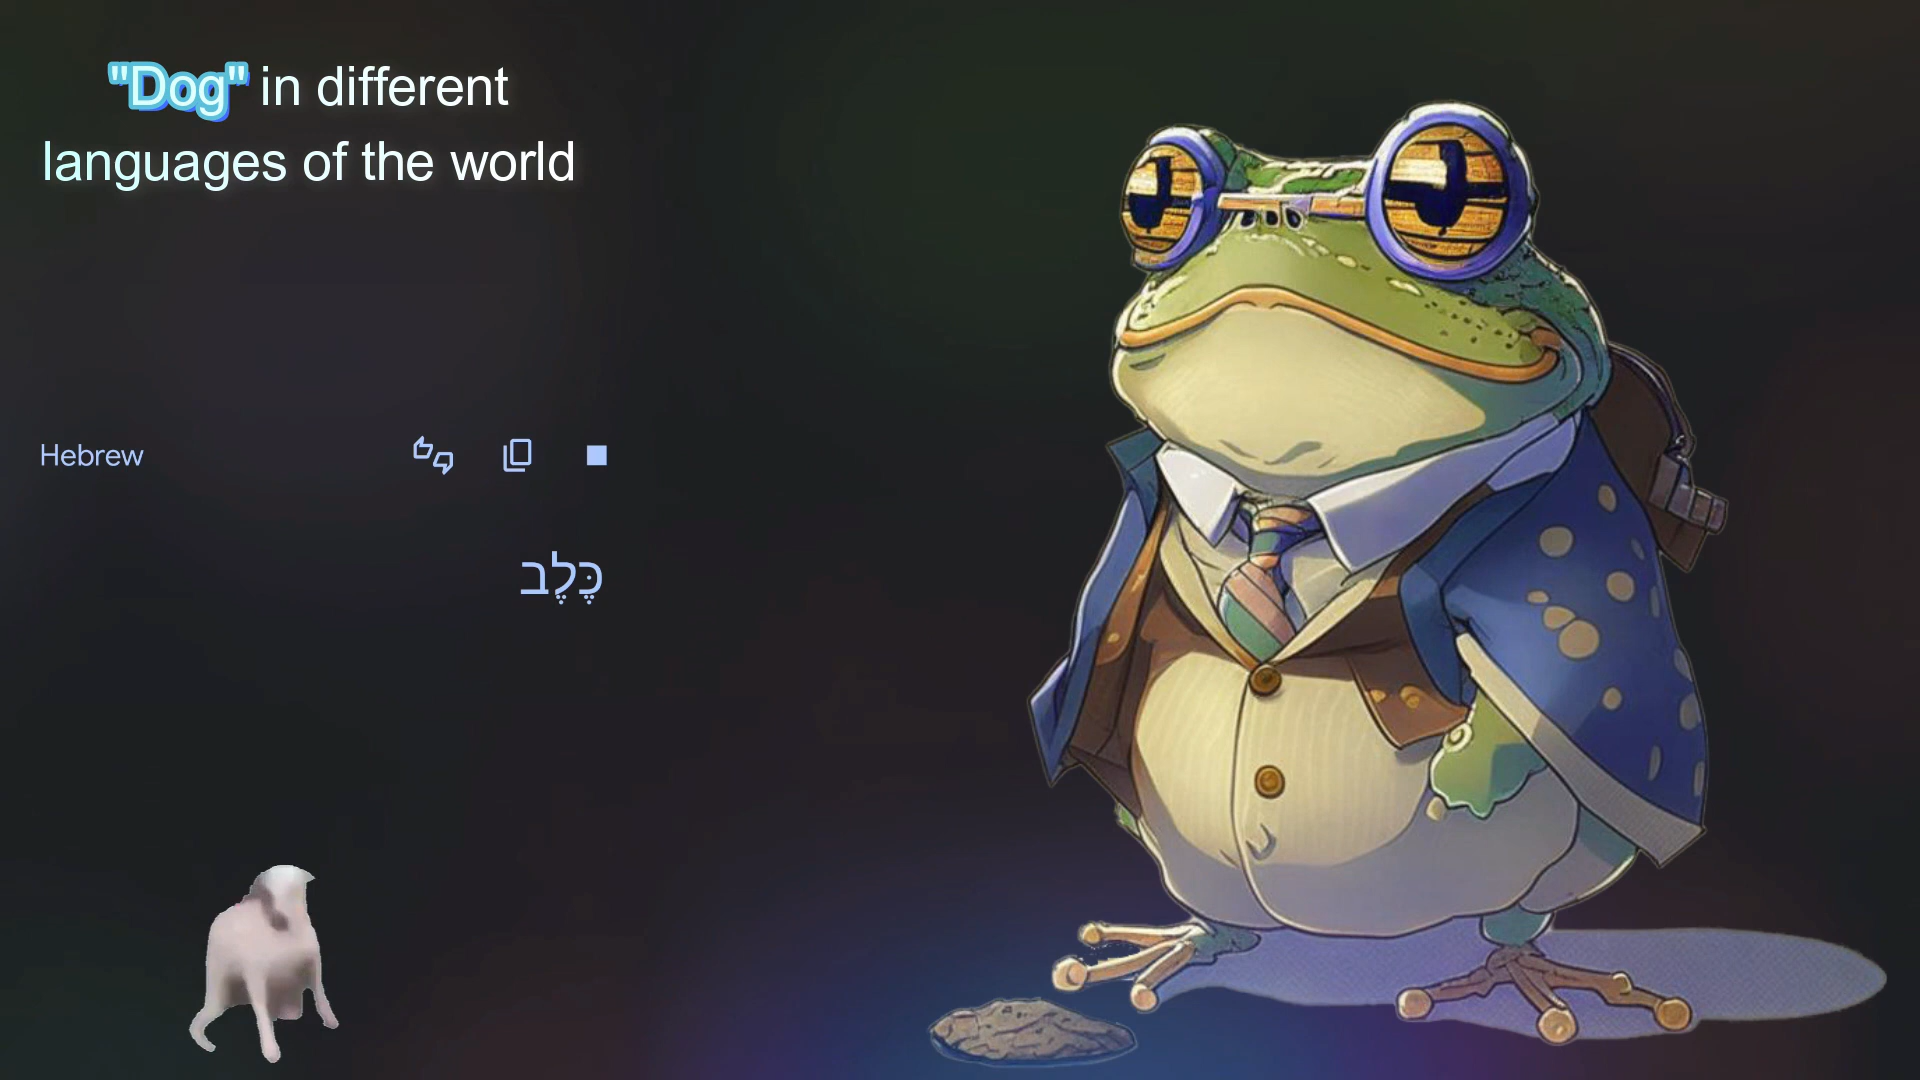 "Dog" in different
languages of the world
Hebrew
כֶּלֶב